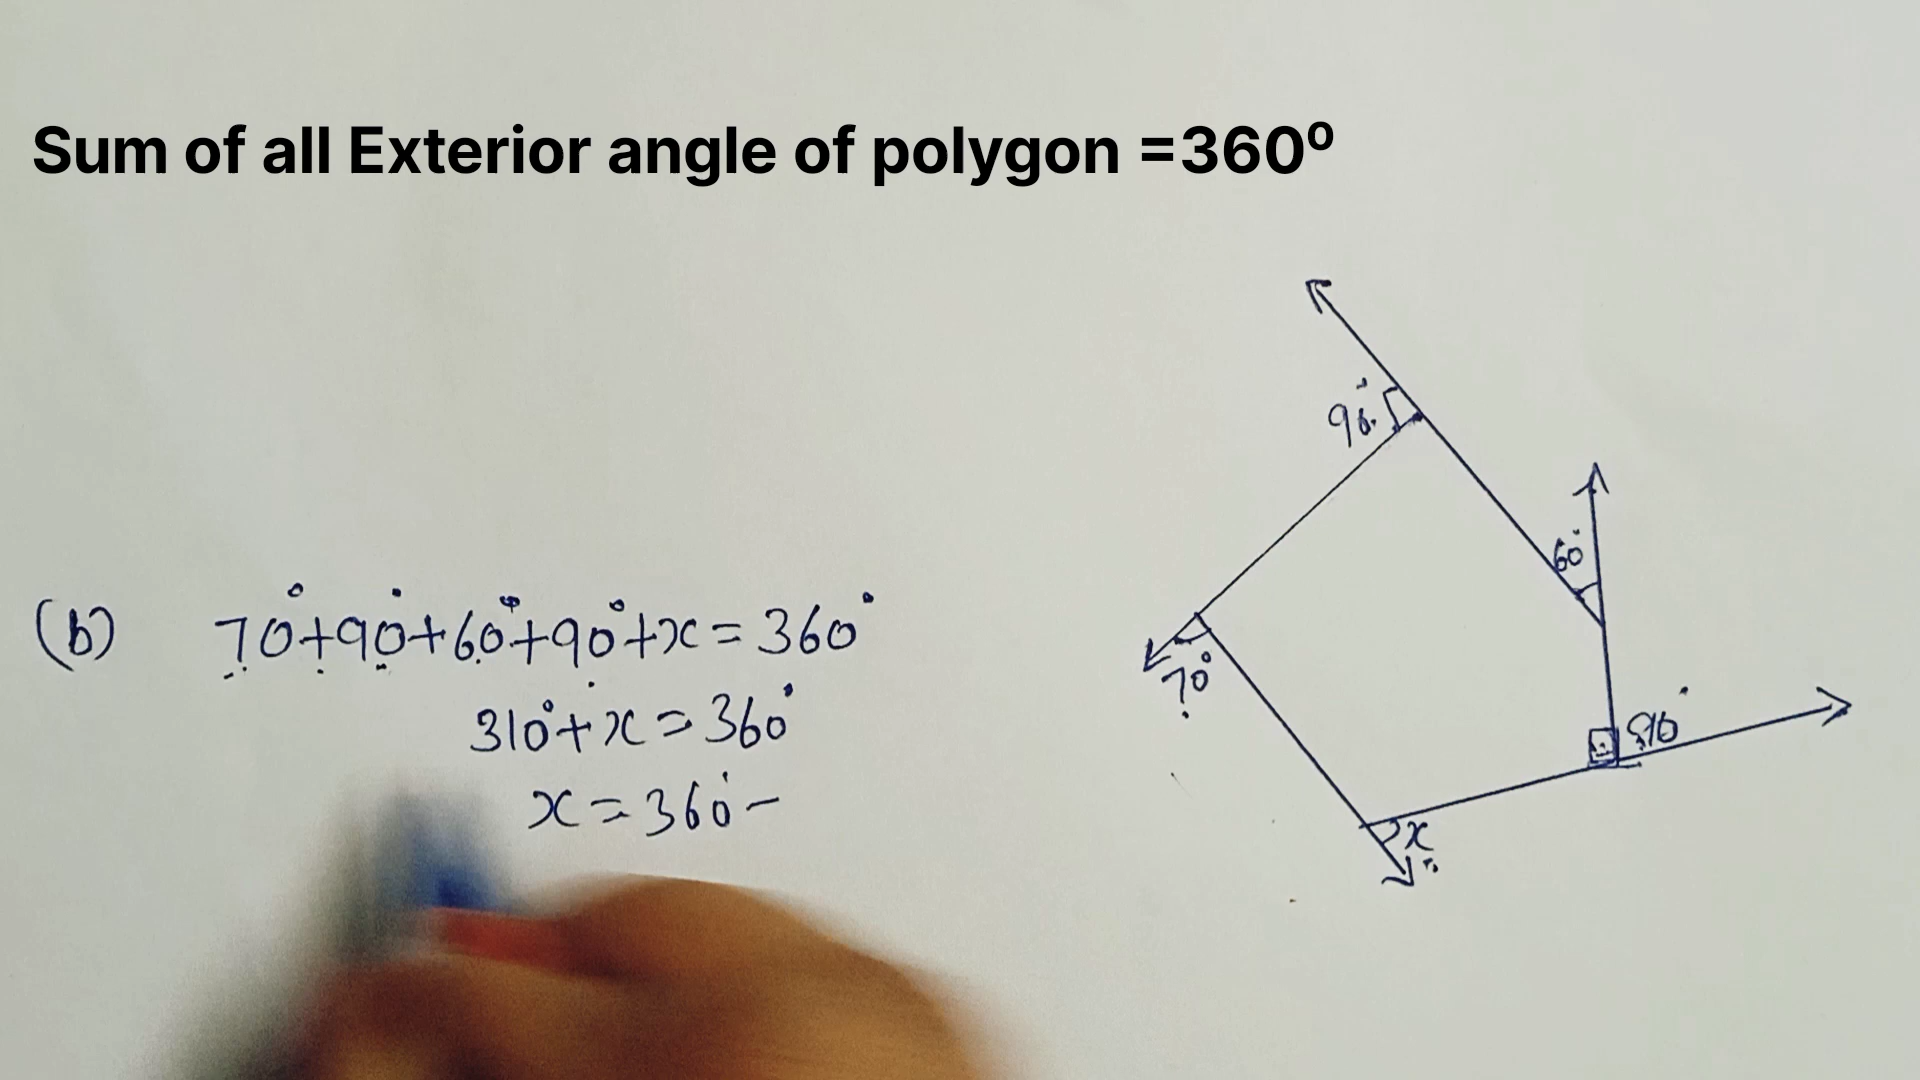 Sum of all Exterior angle of polygon =360⁰
90°
60°
(b) 70°+90°+60°+90°+x=360°
70°
90°
310°+x=360°
x=360°-
x